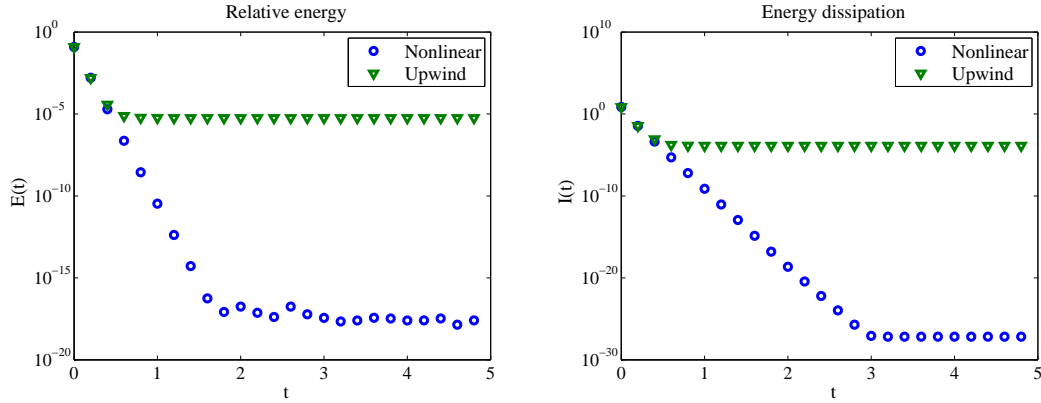 Relative energy
E(t)
10^0
10^-5
10^-10
10^-15
10^-20
Nonlinear
Upwind
0 1 2 3 4 5
t
Energy dissipation
I(t)
10^10
10^0
10^-10
10^-20
10^-30
Nonlinear
Upwind
0 1 2 3 4 5
t